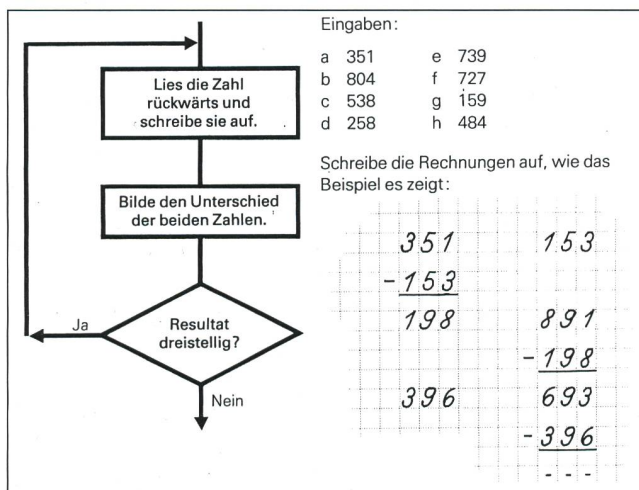 Lies die Zahl
rückwärts und
schreibe sie auf.
Bilde den Unterschied
der beiden Zahlen.
Ja
Resultat
dreistellig?
Nein
Eingaben:
a 351 e 739
b 804 f 727
c 538 g 159
d 258 h 484
Schreibe die Rechnungen auf, wie das
Beispiel es zeigt:
351 153
-153
198 891
-198
396 693
-396
- - -